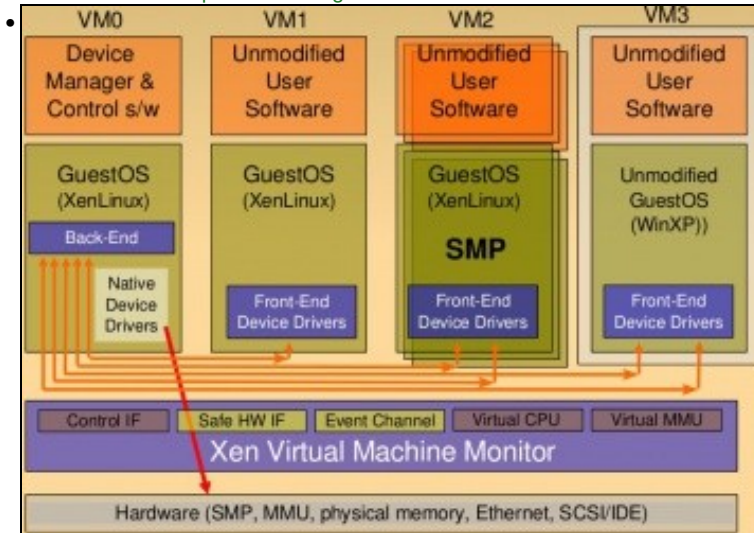 VM0
VM1
VM2
VM3
Device
Manager &
Control s/w
Unmodified
User
Software
Unmodified
User
Software
Unmodified
User
Software
GuestOS
(XenLinux)
Back-End
Native
Device
Drivers
GuestOS
(XenLinux)
Front-End
Device Drivers
GuestOS
(XenLinux)
SMP
Front-End
Device Drivers
Unmodified
GuestOS
(WinXP))
Front-End
Device Drivers
Control IF
Safe HW IF
Event Channel
Virtual CPU
Virtual MMU
Xen Virtual Machine Monitor
Hardware (SMP, MMU, physical memory, Ethernet, SCSI/IDE)